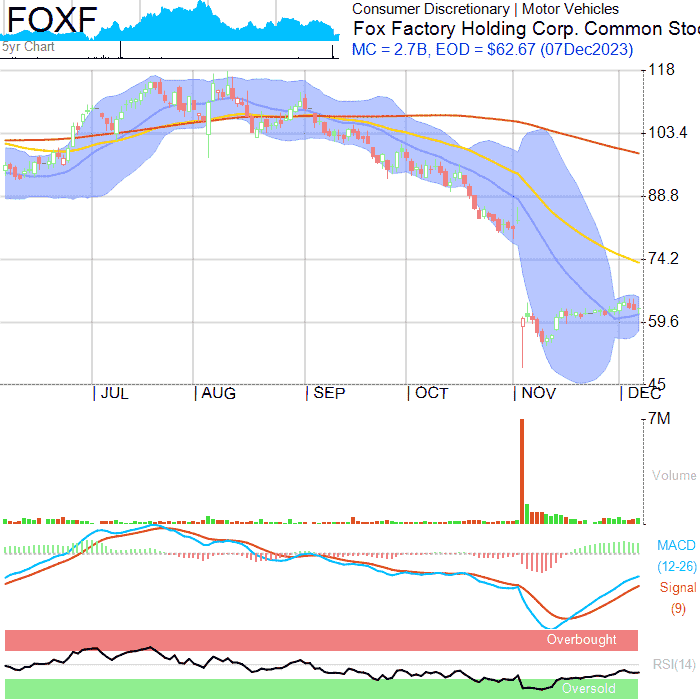 FOXF
5yr Chart
Consumer Discretionary | Motor Vehicles
Fox Factory Holding Corp. Common Sto
MC = 2.7B, EOD = $62.67 (07Dec2023)
118
103.4
88.8
74.2
59.6
45
JUL AUG SEP OCT NOV DEC
7M
Volume
MACD
(12-26)
Signal
(9)
Overbought
RSI(14)
Oversold